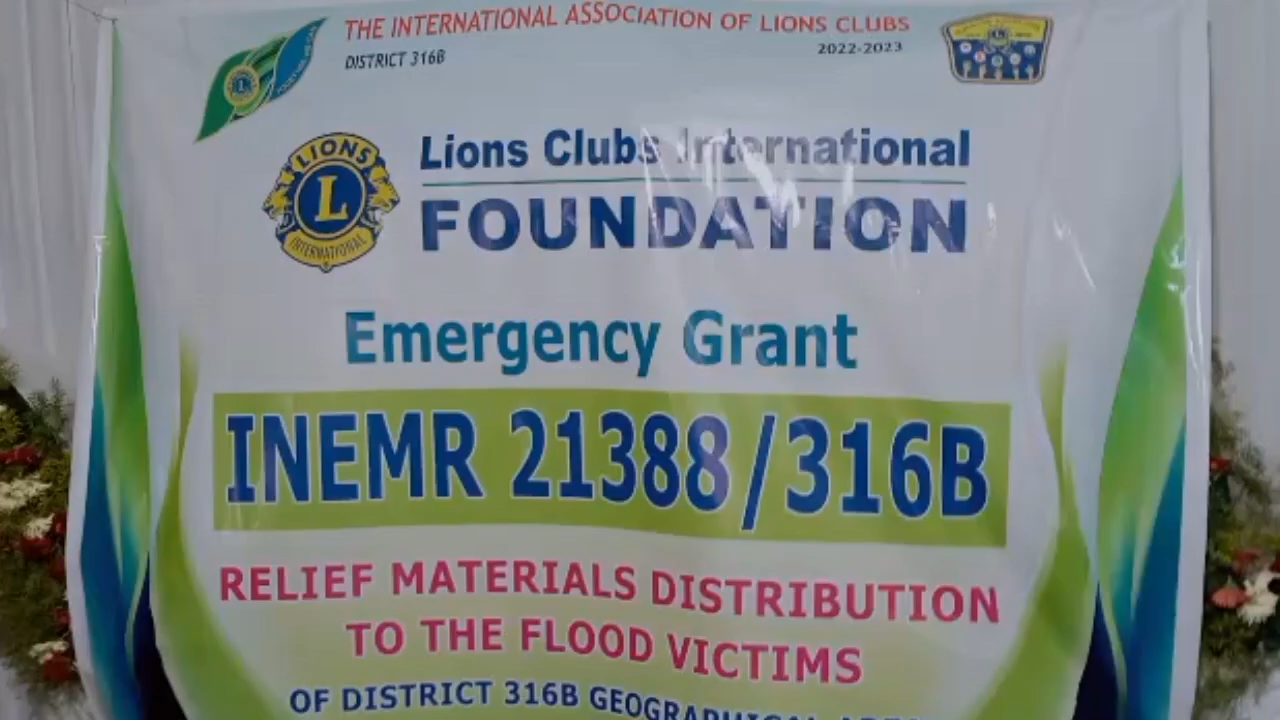 THE INTERNATIONAL ASSOCIATION OF LIONS CLUBS
DISTRICT 316B
2022-2023
LIONS
L
INTERNATIONAL
Lions Clubs International
FOUNDATION
Emergency Grant
INEMR 21388/316B
RELIEF MATERIALS DISTRIBUTION
TO THE FLOOD VICTIMS
OF DISTRICT 316B GEOGRAPHICAL